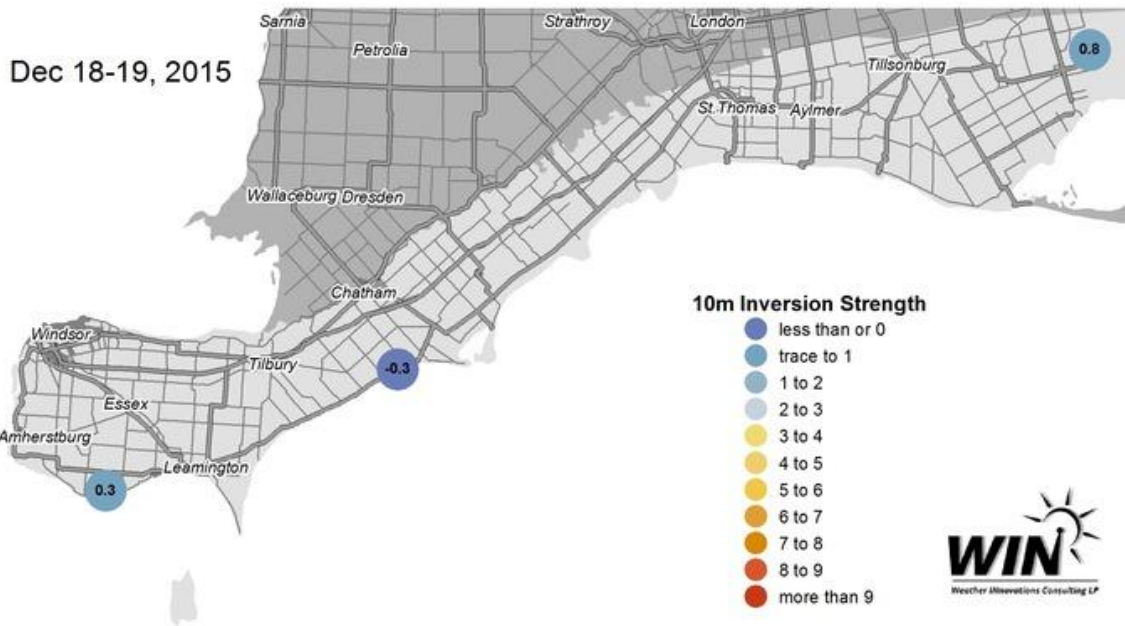 Sarnia
Strathroy
London
Petrolia
Dec 18-19, 2015
0.8
Tillsonburg
St.Thomas
Aylmer
Wallaceburg
Dresden
Chatham
10m Inversion Strength
less than or 0
trace to 1
1 to 2
2 to 3
3 to 4
4 to 5
5 to 6
6 to 7
7 to 8
8 to 9
more than 9
Windsor
Tilbury
-0.3
Essex
Amherstburg
Leamington
0.3
WIN
Weather INnovations Consulting LP